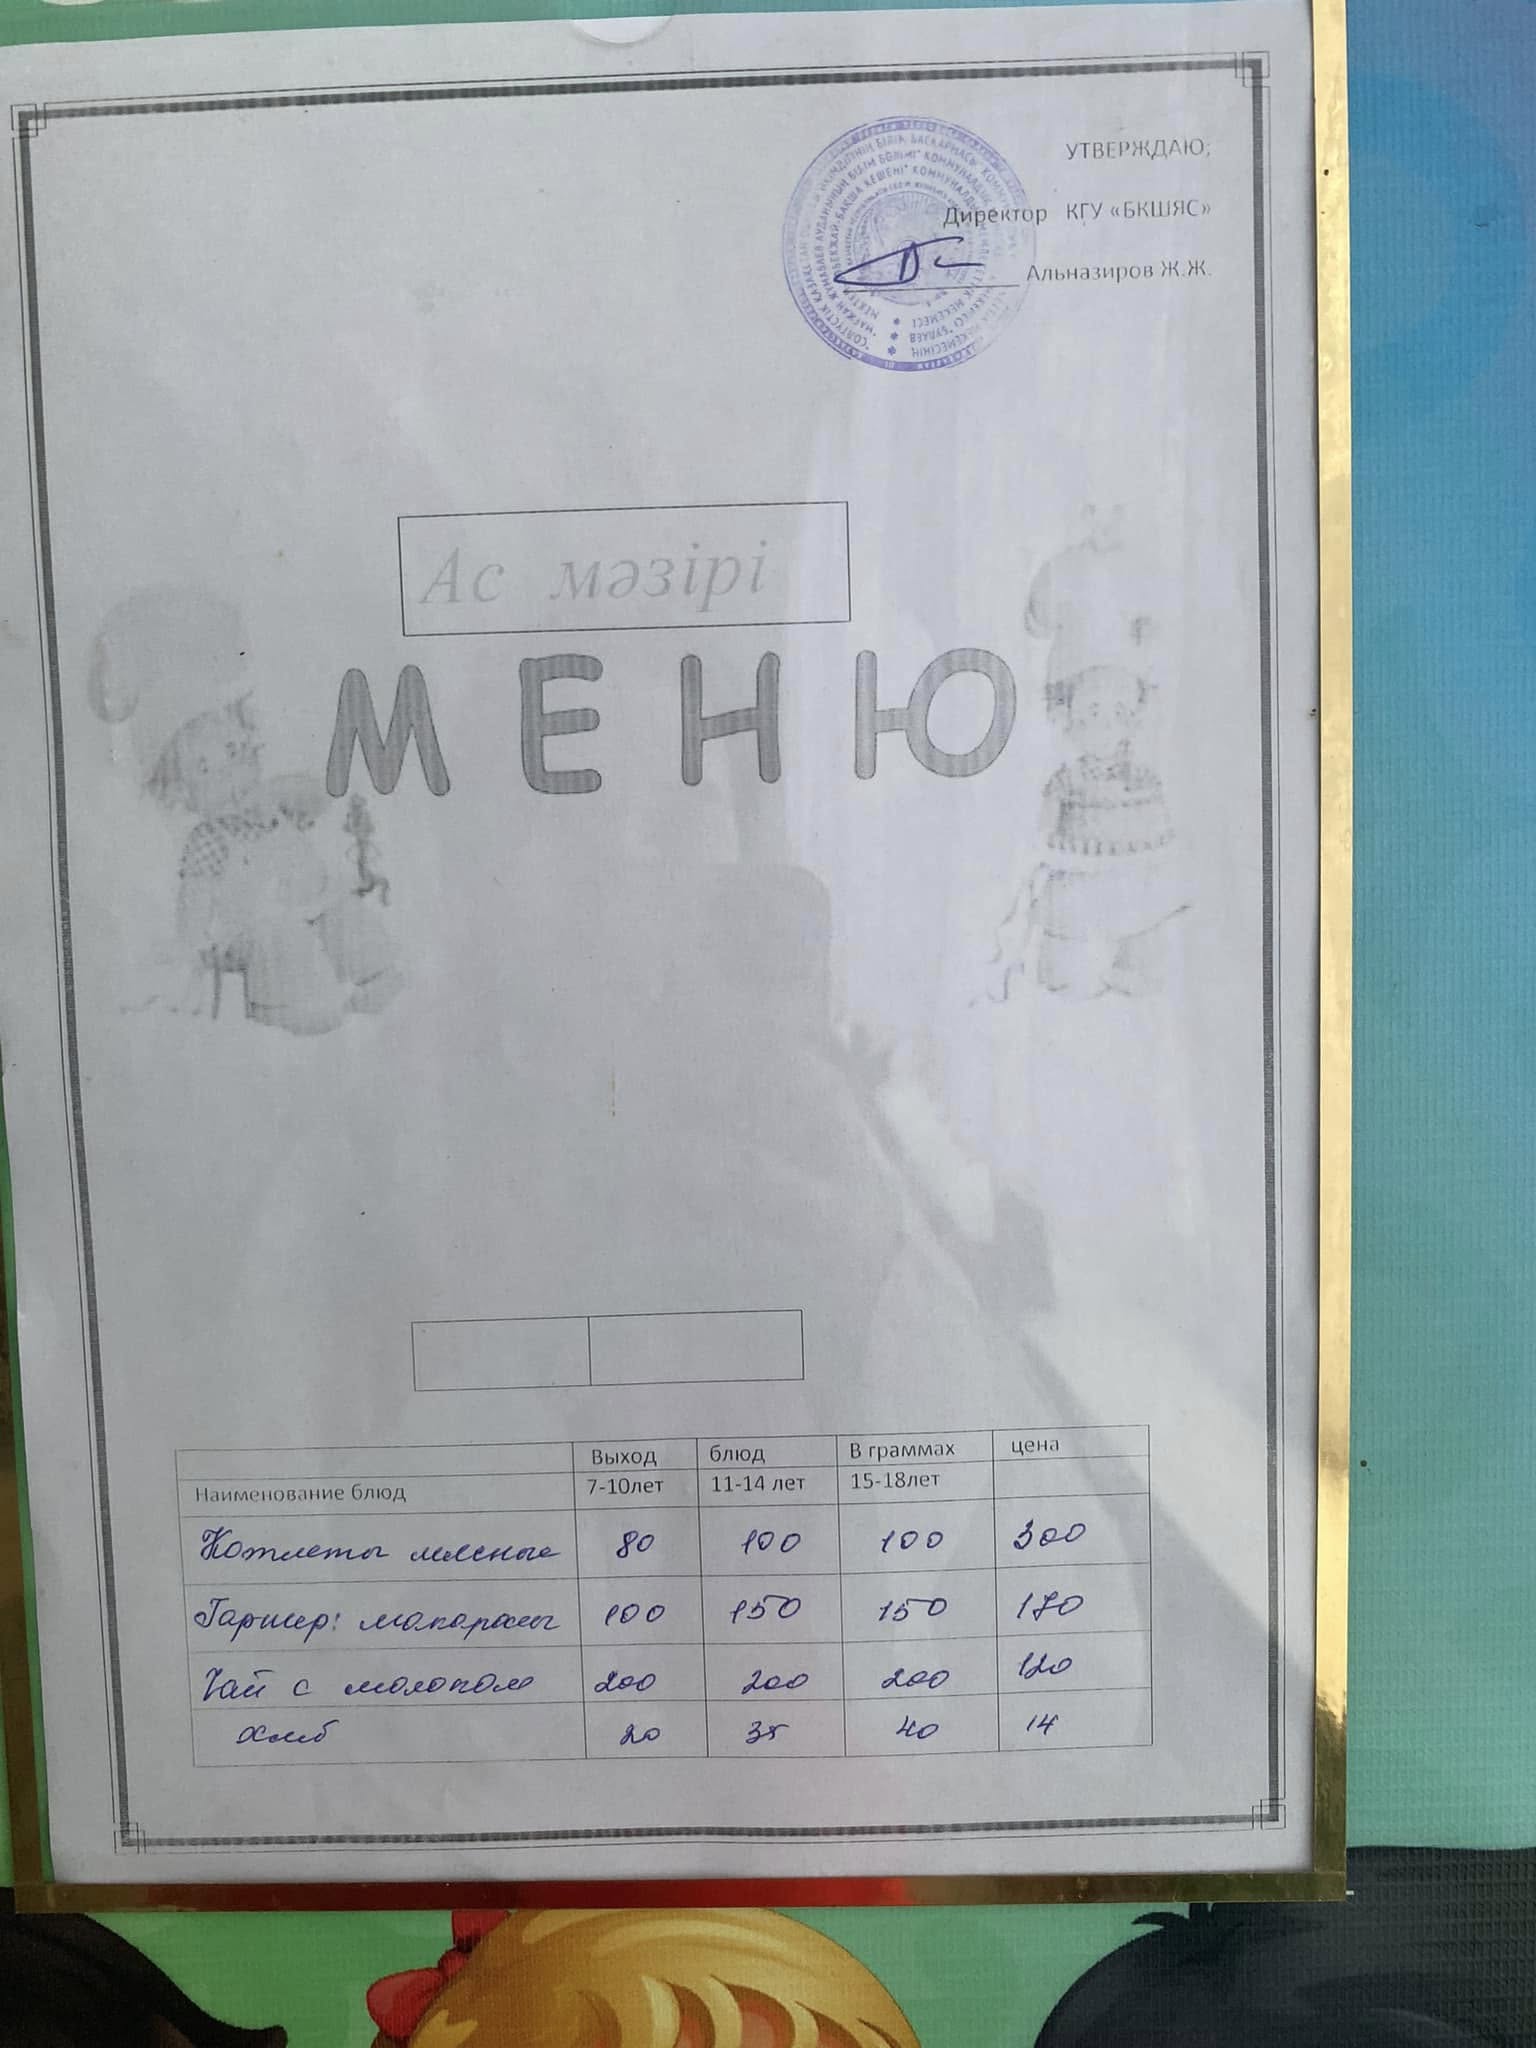 УТВЕРЖДАЮ;
Директор КГУ «БКШЯС»
Альназиров Ж.Ж.
Ас мәзірі
МЕНЮ
Выход блюд В граммах цена
Наименование блюд 7-10лет 11-14 лет 15-18лет
Котлеты мясные 80 100 100 300
Гарнир: макароны 100 150 150 170
Чай с молоком 200 200 200 120
Хлеб 20 35 40 14